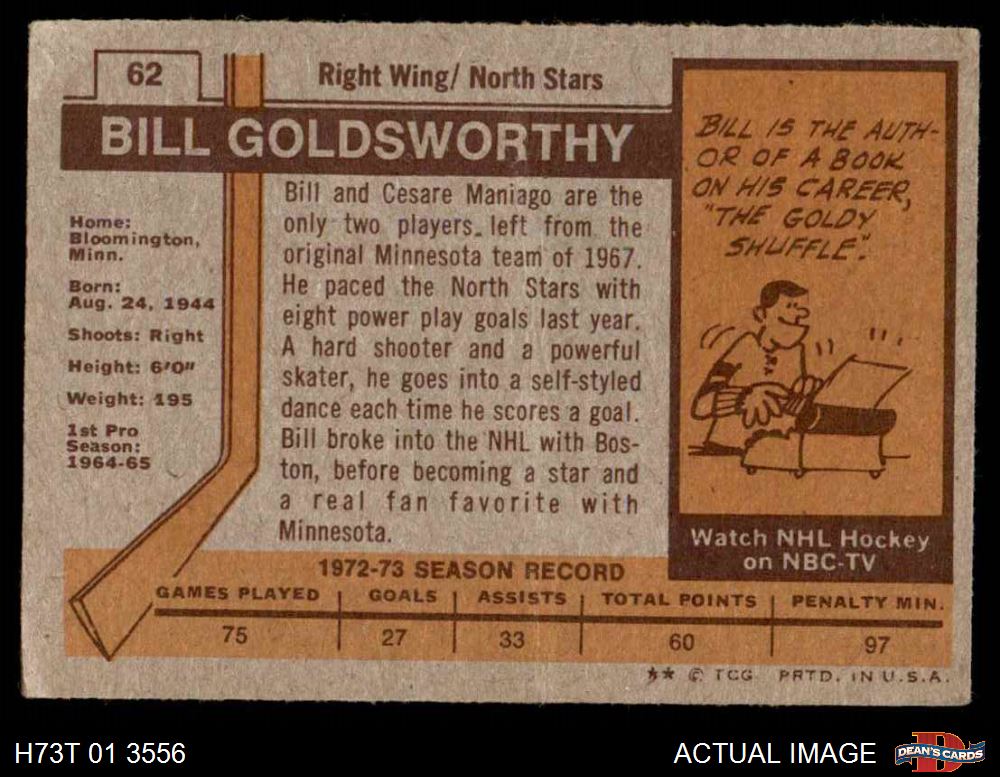 62
Right Wing/ North Stars
BILL GOLDSWORTHY
Home:
Bloomington,
Minn.
Born:
Aug. 24, 1944
Shoots: Right
Height: 6'0"
Weight: 195
1st Pro
Season:
1964-65
Bill and Cesare Maniago are the
only two players left from the
original Minnesota team of 1967.
He paced the North Stars with
eight power play goals last year.
A hard shooter and a powerful
skater, he goes into a self-styled
dance each time he scores a goal.
Bill broke into the NHL with Bos-
ton, before becoming a star and
a real fan favorite with
Minnesota.
BILL IS THE AUTH-
OR OF A BOOK
ON HIS CAREER,
"THE GOLDY
SHUFFLE."
Watch NHL Hockey
on NBC-TV
1972-73 SEASON RECORD
GAMES PLAYED GOALS ASSISTS TOTAL POINTS PENALTY MIN.
75 27 33 60 97
** © TCG PRTD. IN U.S.A.
H73T 01 3556 ACTUAL IMAGE DEAN'S CARDS